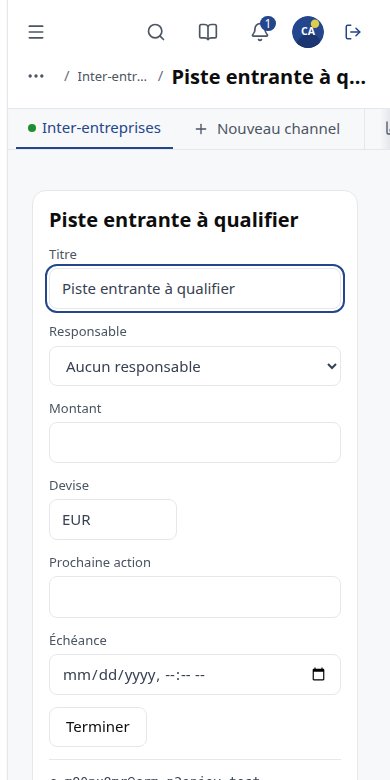 1
CA
/ Inter-entr... / Piste entrante à q...
Inter-entreprises
Nouveau channel
Piste entrante à qualifier
Titre
Piste entrante à qualifier
Responsable
Aucun responsable
Montant
Devise
EUR
Prochaine action
Échéance
mm/dd/yyyy, --:-- --
Terminer